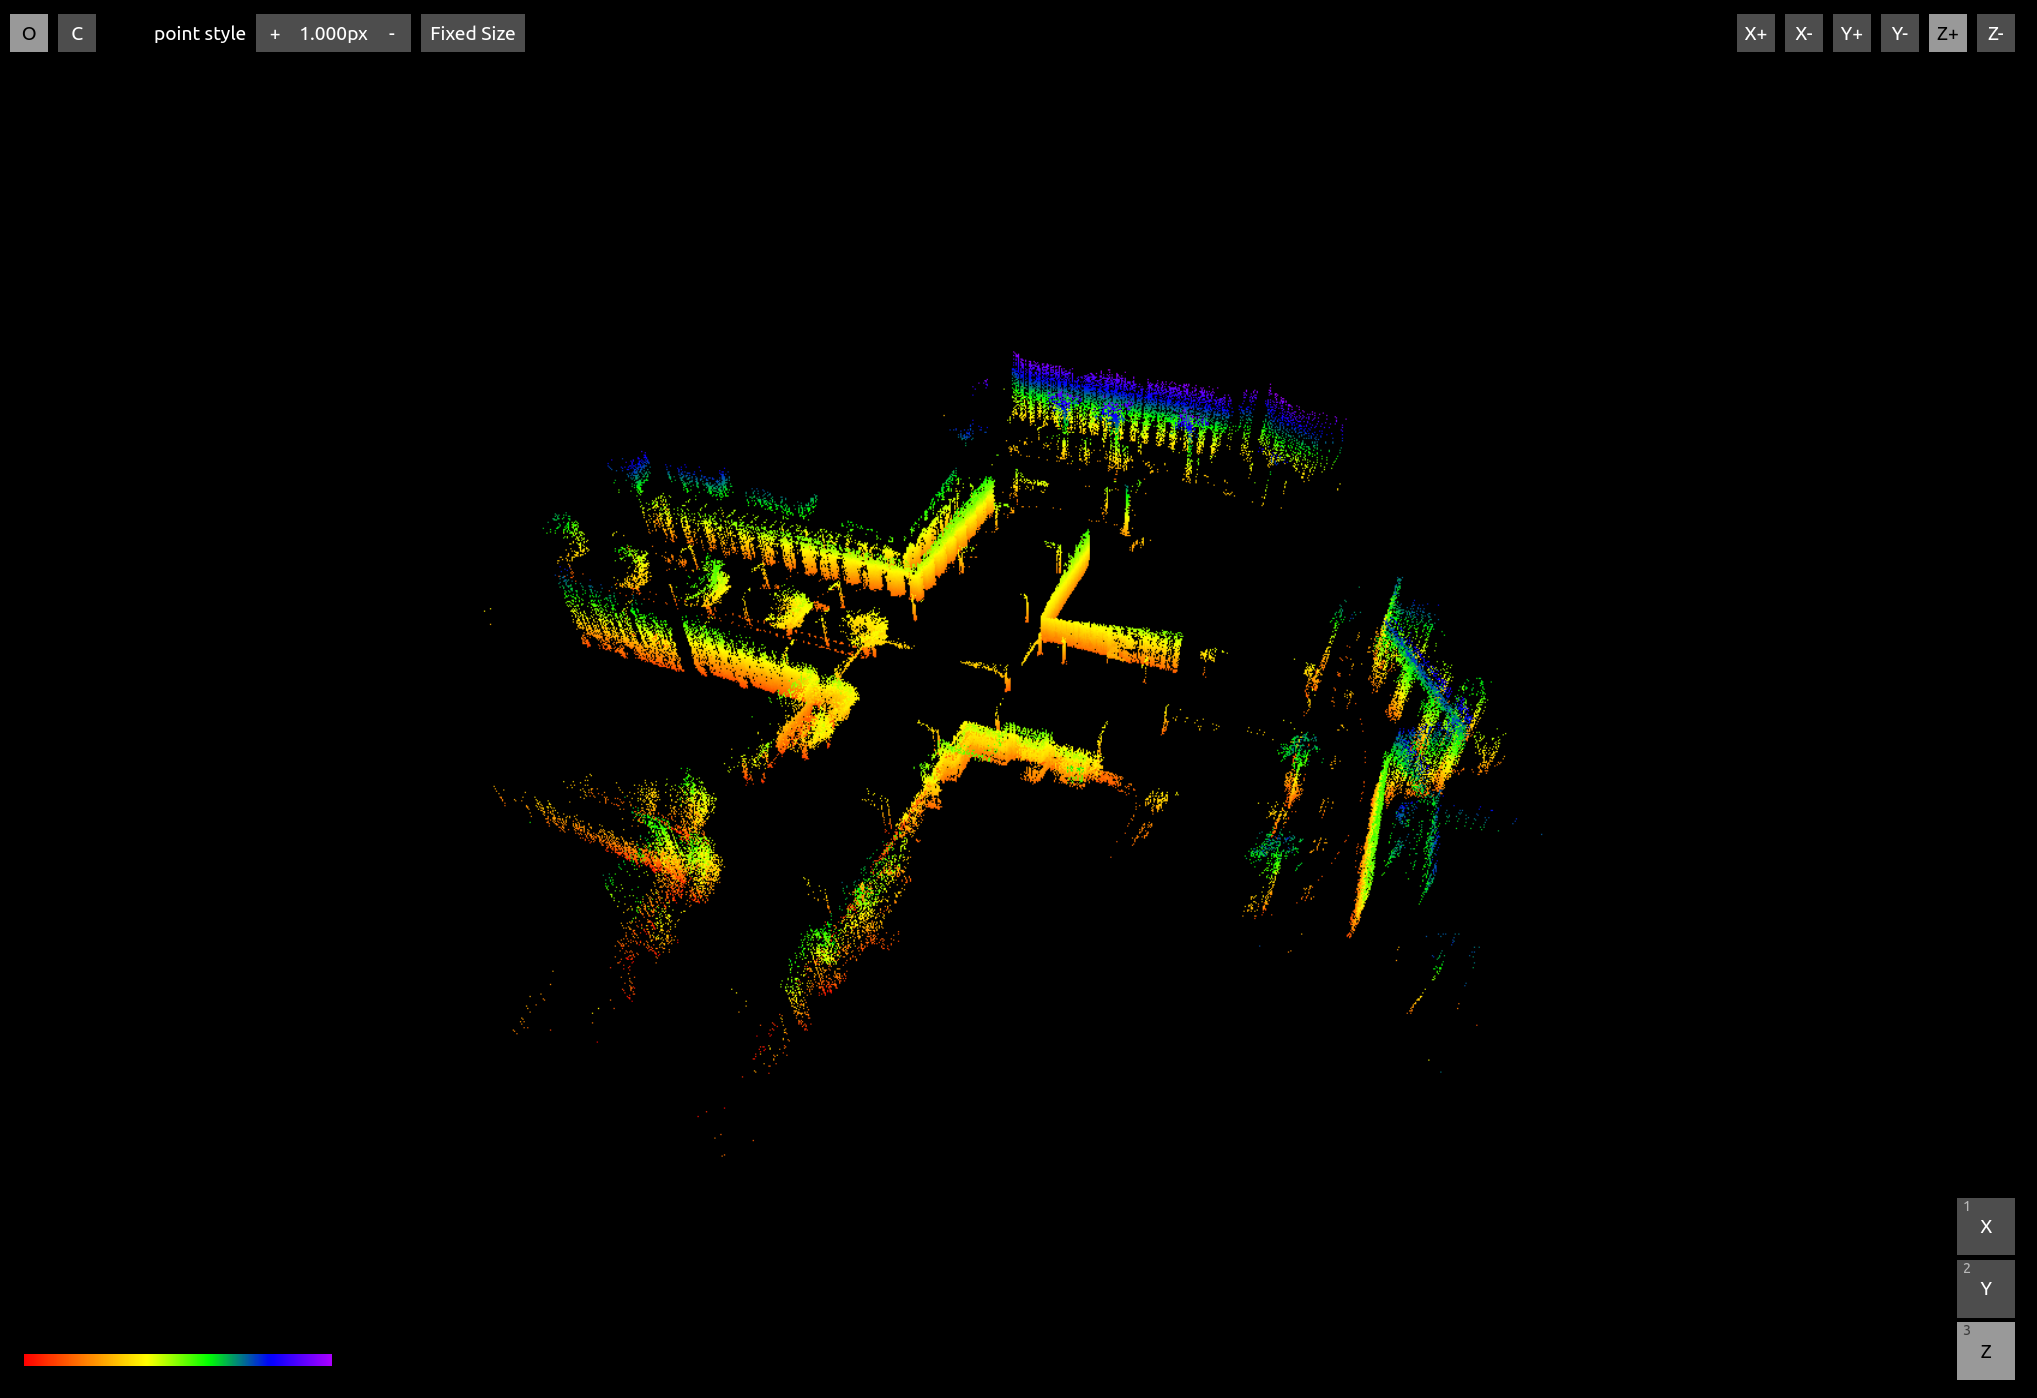 O C point style + 1.000px - Fixed Size X+ X- Y+ Y- Z+ Z-
1
X
2
Y
3
Z